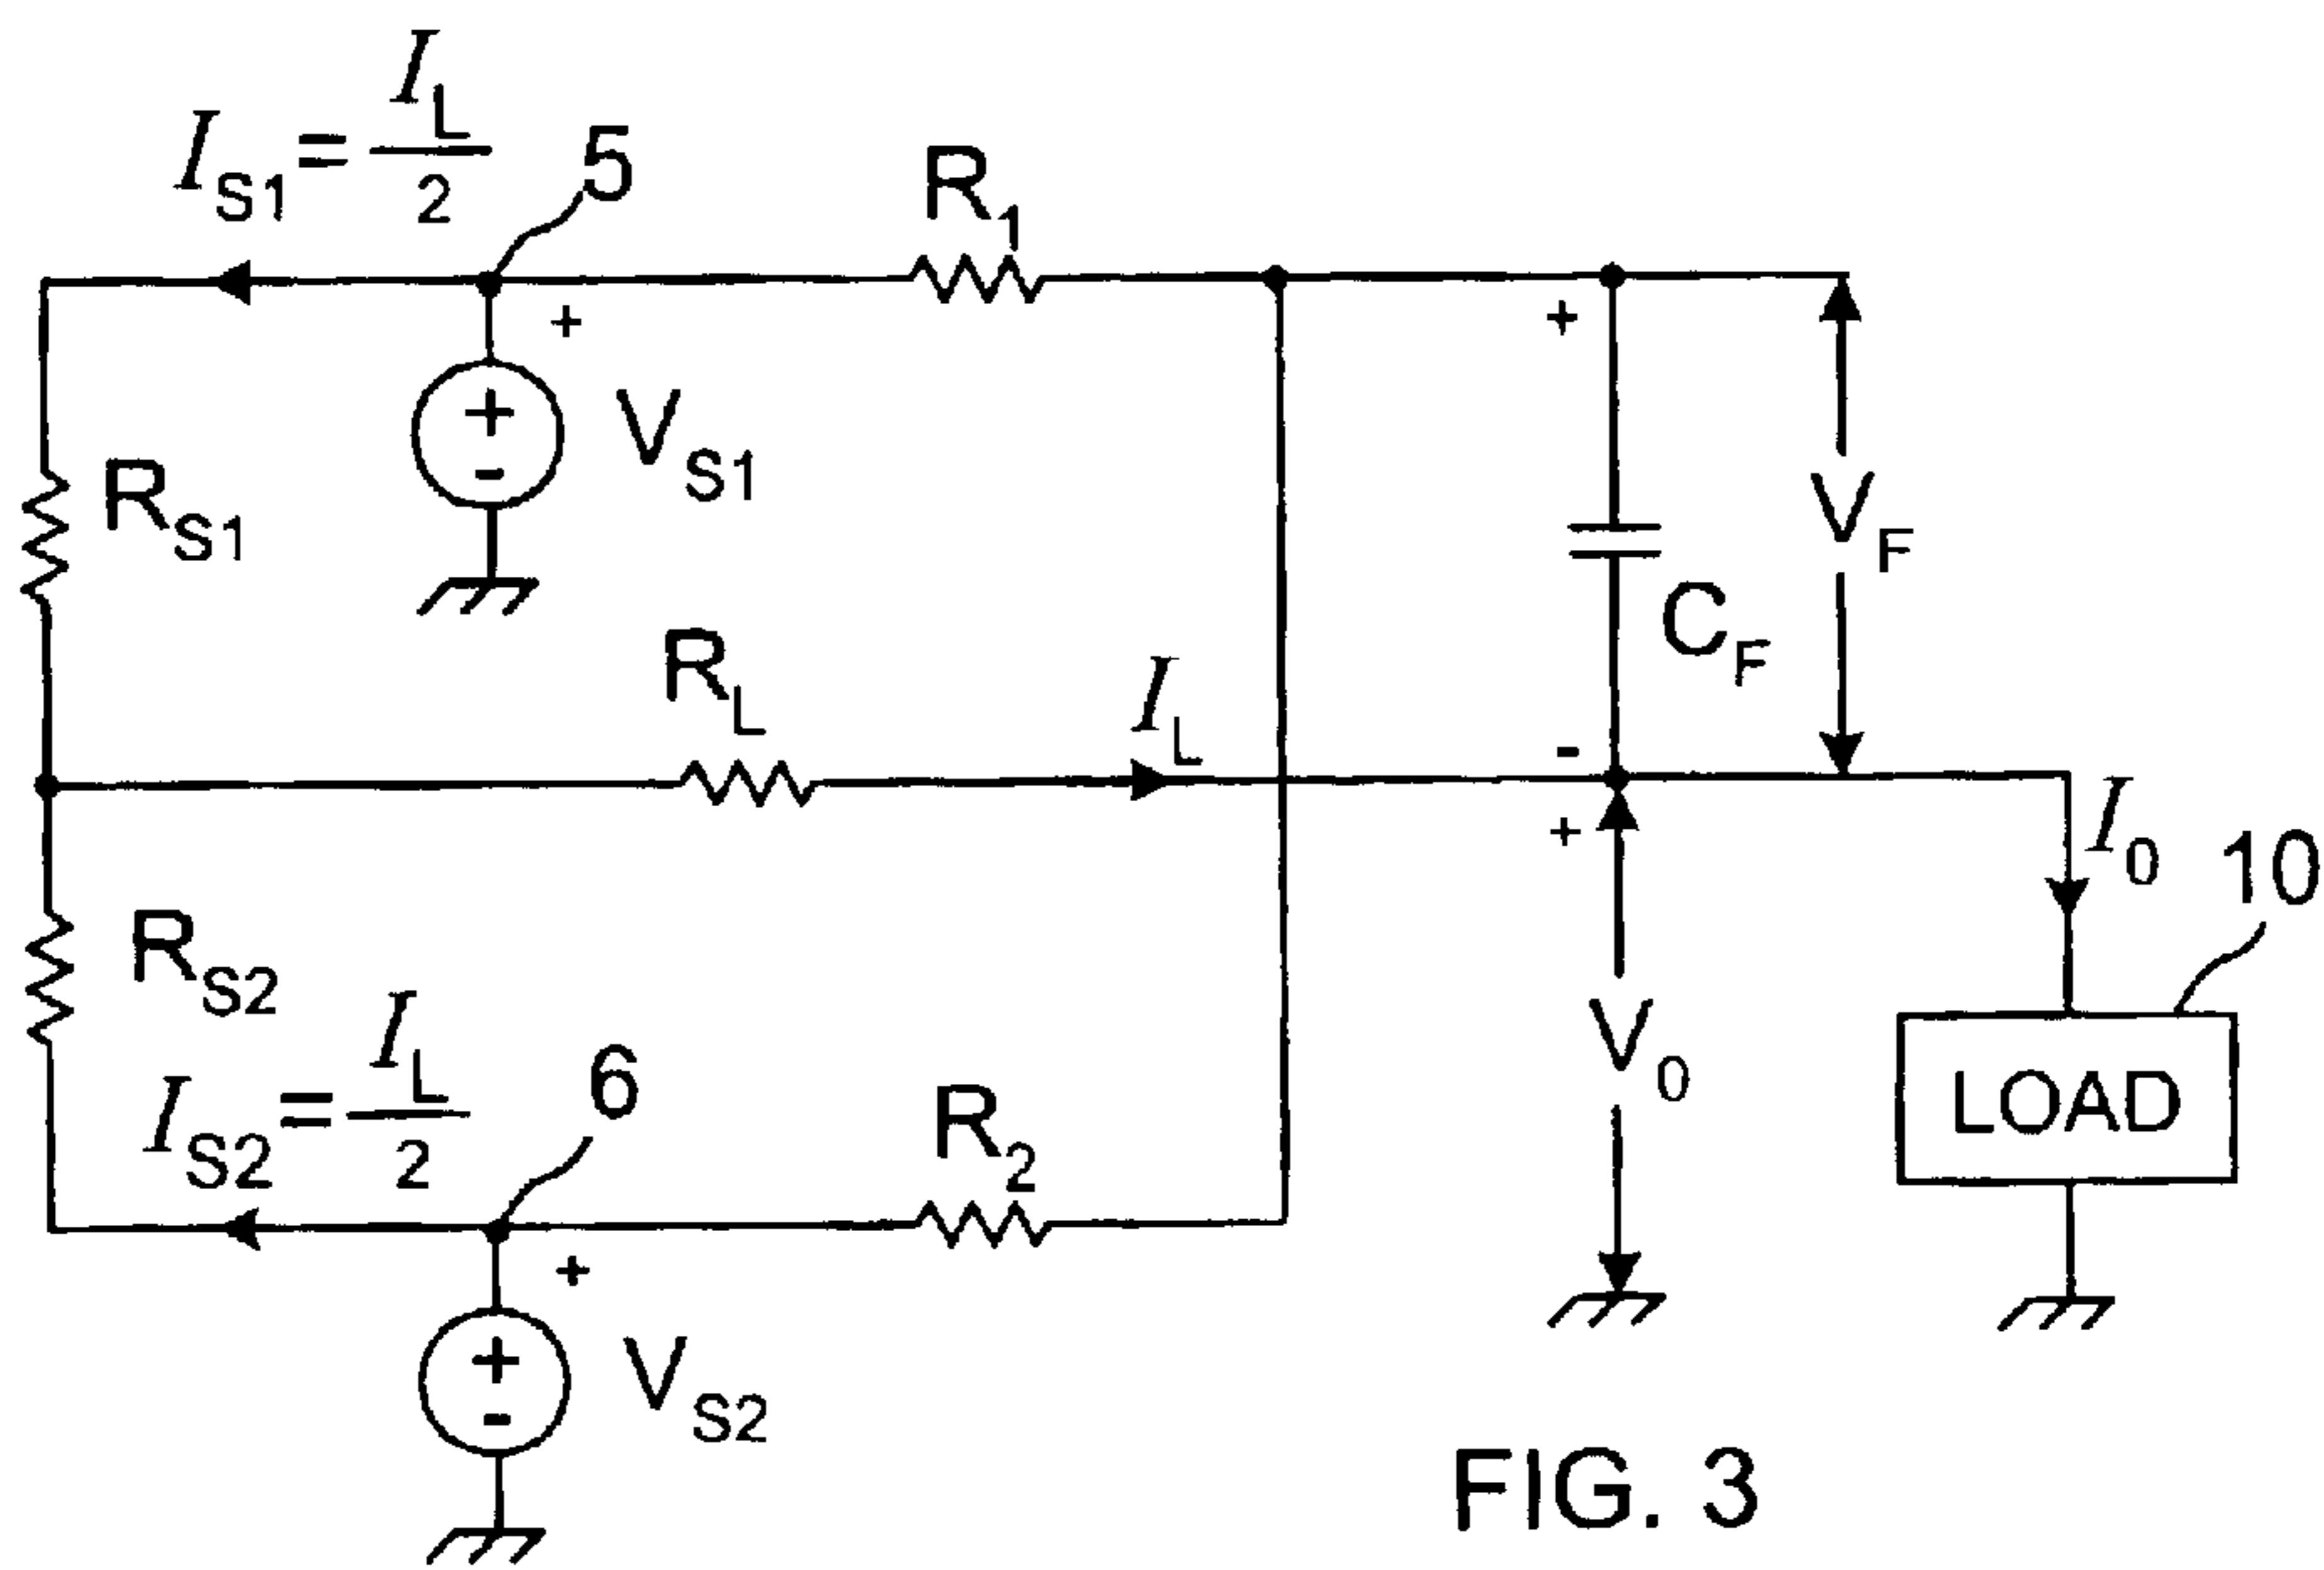 I_S1 = I_L / 2
5
R_1
+
+
+
-
V_S1
R_S1
V_F
C_F
R_L
I_L
-
+
I_0
10
R_S2
V_0
LOAD
I_S2 = I_L / 2
6
R_2
+
+
-
V_S2
FIG. 3